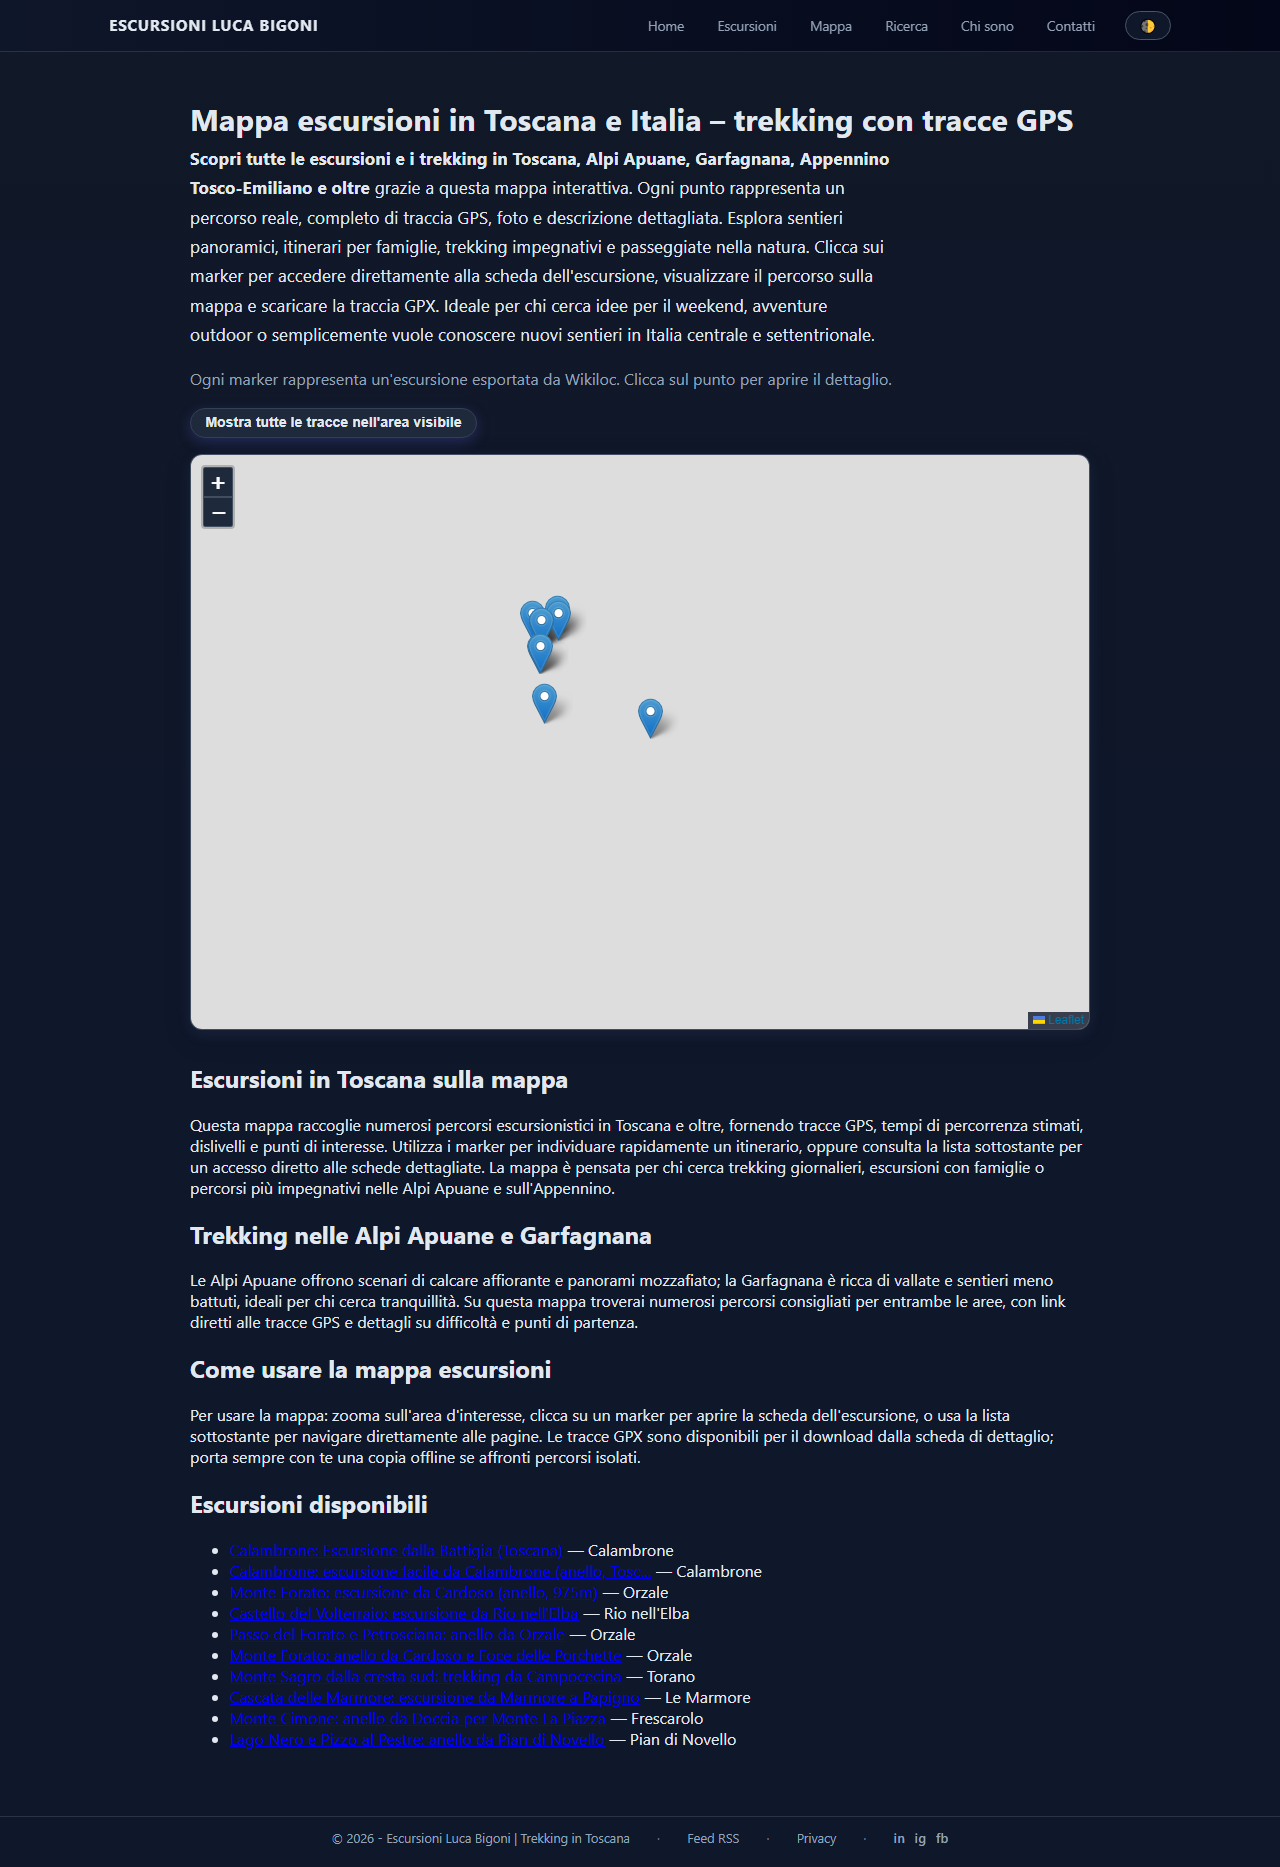 ESCURSIONI LUCA BIGONI
Home Escursioni Mappa Ricerca Chi sono Contatti
Mappa escursioni in Toscana e Italia – trekking con tracce GPS
Scopri tutte le escursioni e i trekking in Toscana, Alpi Apuane, Garfagnana, Appennino
Tosco-Emiliano e oltre grazie a questa mappa interattiva. Ogni punto rappresenta un
percorso reale, completo di traccia GPS, foto e descrizione dettagliata. Esplora sentieri
panoramici, itinerari per famiglie, trekking impegnativi e passeggiate nella natura. Clicca sui
marker per accedere direttamente alla scheda dell'escursione, visualizzare il percorso sulla
mappa e scaricare la traccia GPX. Ideale per chi cerca idee per il weekend, avventure
outdoor o semplicemente vuole conoscere nuovi sentieri in Italia centrale e settentrionale.
Ogni marker rappresenta un'escursione esportata da Wikiloc. Clicca sul punto per aprire il dettaglio.
Mostra tutte le tracce nell'area visibile
+
−
Leaflet
Escursioni in Toscana sulla mappa
Questa mappa raccoglie numerosi percorsi escursionistici in Toscana e oltre, fornendo tracce GPS, tempi di percorrenza stimati,
dislivelli e punti di interesse. Utilizza i marker per individuare rapidamente un itinerario, oppure consulta la lista sottostante per
un accesso diretto alle schede dettagliate. La mappa è pensata per chi cerca trekking giornalieri, escursioni con famiglie o
percorsi più impegnativi nelle Alpi Apuane e sull'Appennino.
Trekking nelle Alpi Apuane e Garfagnana
Le Alpi Apuane offrono scenari di calcare affiorante e panorami mozzafiato; la Garfagnana è ricca di vallate e sentieri meno
battuti, ideali per chi cerca tranquillità. Su questa mappa troverai numerosi percorsi consigliati per entrambe le aree, con link
diretti alle tracce GPS e dettagli su difficoltà e punti di partenza.
Come usare la mappa escursioni
Per usare la mappa: zooma sull'area d'interesse, clicca su un marker per aprire la scheda dell'escursione, o usa la lista
sottostante per navigare direttamente alle pagine. Le tracce GPX sono disponibili per il download dalla scheda di dettaglio;
porta sempre con te una copia offline se affronti percorsi isolati.
Escursioni disponibili
Calambrone: Escursione dalla Battigia (Toscana) — Calambrone
Calambrone: escursione facile da Calambrone (anello, Tosc... — Calambrone
Monte Forato: escursione da Cardoso (anello, 975m) — Orzale
Castello del Volterraio: escursione da Rio nell'Elba — Rio nell'Elba
Passo del Forato e Petrosciana: anello da Orzale — Orzale
Monte Forato: anello da Cardoso e Foce delle Porchette — Orzale
Monte Sagro dalla cresta sud: trekking da Campocecina — Torano
Cascata delle Marmore: escursione da Marmore a Papigno — Le Marmore
Monte Cimone: anello da Doccia per Monte La Piazza — Frescarolo
Lago Nero e Pizzo al Pestre: anello da Pian di Novello — Pian di Novello
© 2026 - Escursioni Luca Bigoni | Trekking in Toscana · Feed RSS · Privacy · in ig fb